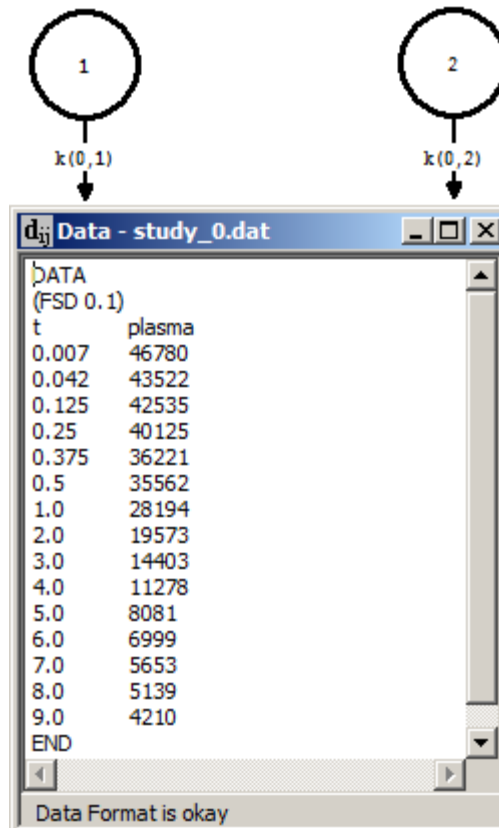 1 2
k(0,1) k(0,2)
dij Data - study_0.dat
DATA
(FSD 0.1)
t plasma
0.007 46780
0.042 43522
0.125 42535
0.25 40125
0.375 36221
0.5 35562
1.0 28194
2.0 19573
3.0 14403
4.0 11278
5.0 8081
6.0 6999
7.0 5653
8.0 5139
9.0 4210
END
Data Format is okay